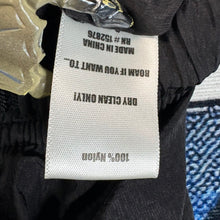 100% Nylon
DRY CLEAN ONLY!
ROAM IF YOU WANT TO...
RN # 152876
MADE IN CHINA